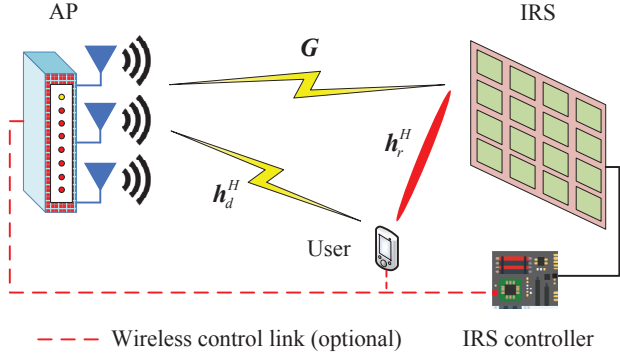 AP
IRS
G
h_r^H
h_d^H
User
Wireless control link (optional)
IRS controller